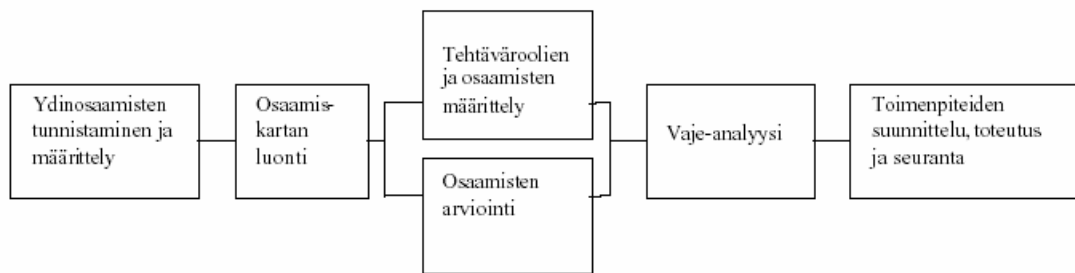 Ydinosaamisten
tunnistaminen ja
määrittely
Osaamis-
kartan
luonti
Tehtäväroolien
ja osaamisten
määrittely
Osaamisten
arviointi
Vaje-analyysi
Toimenpiteiden
suunnittelu, toteutus
ja seuranta